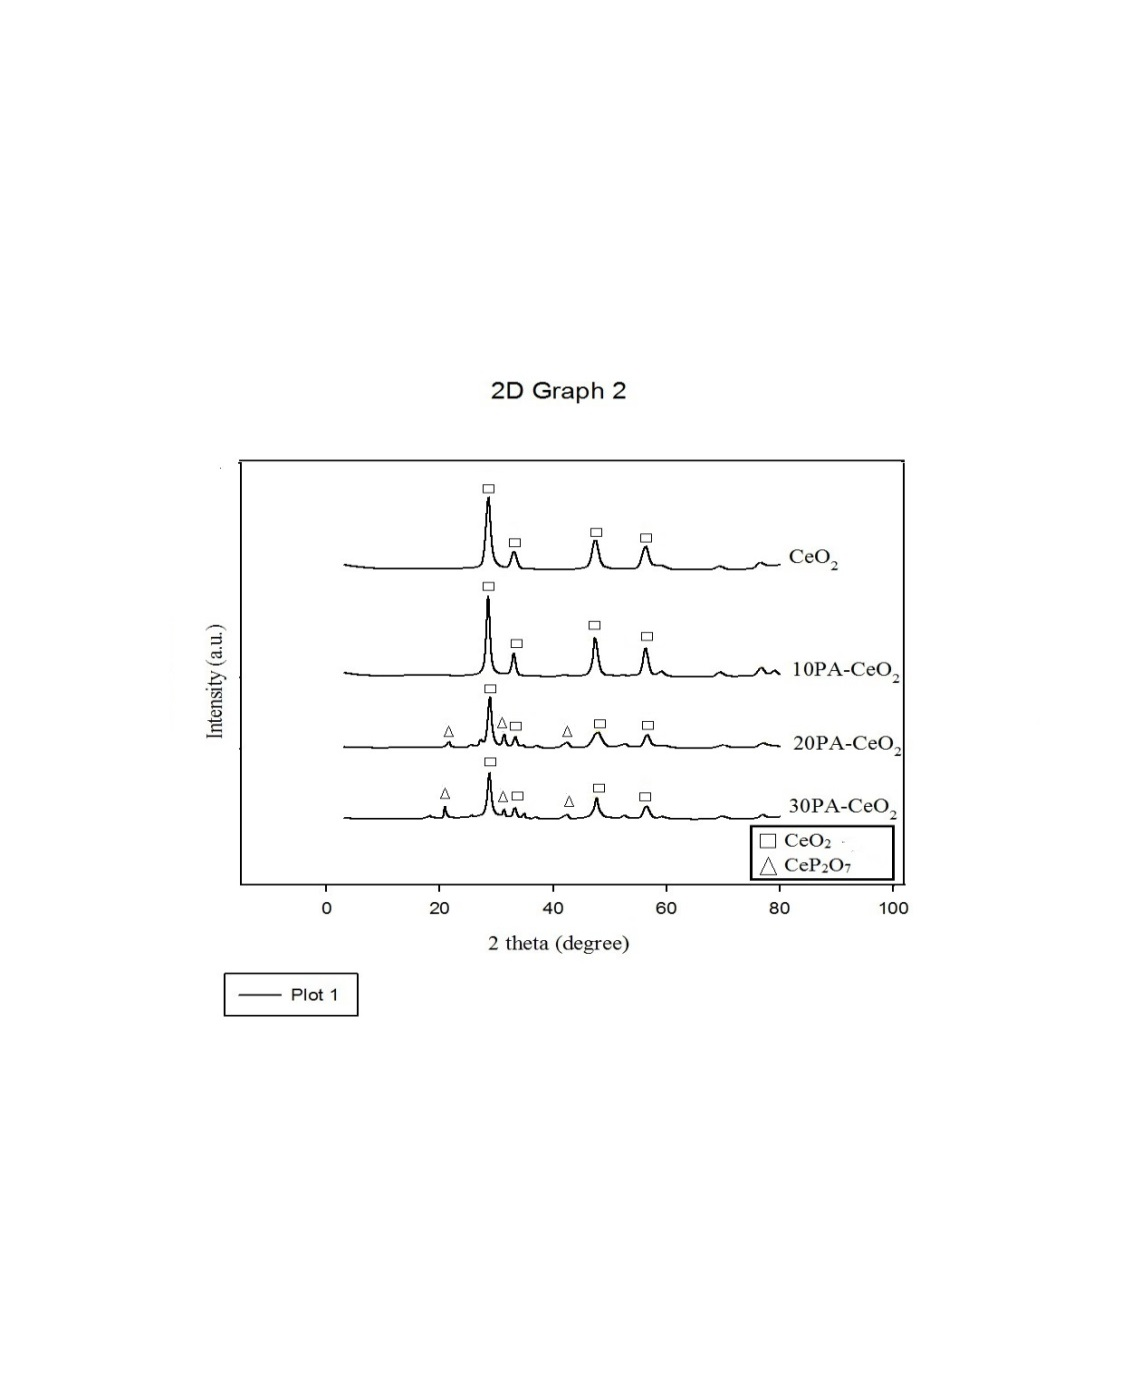 2D Graph 2
Intensity (a.u.)
CeO₂
10PA-CeO₂
20PA-CeO₂
30PA-CeO₂
CeO₂
CeP₂O₇
0 20 40 60 80 100
2 theta (degree)
Plot 1